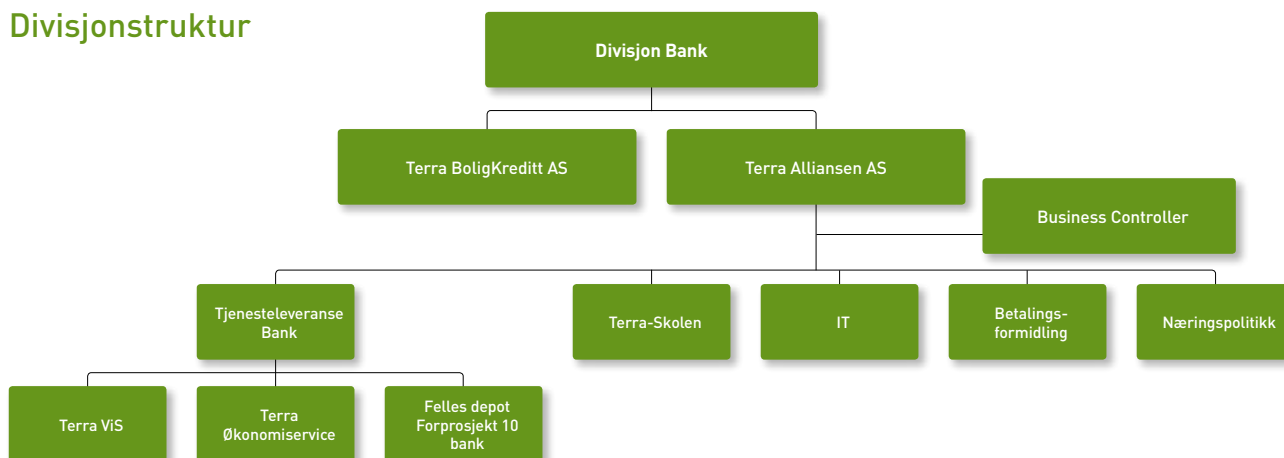 Divisjonstruktur
Divisjon Bank
Terra BoligKreditt AS
Terra Alliansen AS
Business Controller
Tjenesteleveranse
Bank
Terra-Skolen
IT
Betalings-
formidling
Næringspolitikk
Terra ViS
Terra
Økonomiservice
Felles depot
Forprosjekt 10
bank